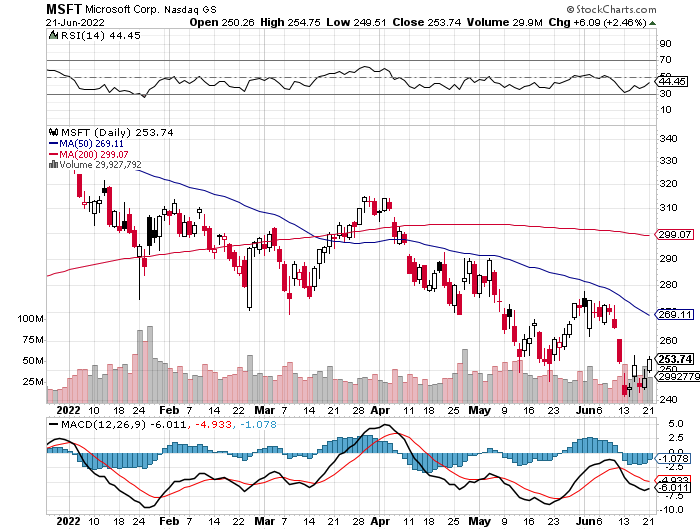 MSFT Microsoft Corp. Nasdaq GS © StockCharts.com
21-Jun-2022 Open 250.26 High 254.75 Low 249.51 Close 253.74 Volume 29.9M Chg +6.09 (+2.46%)
RSI(14) 44.45
90
70
50
44.45
30
10
MSFT (Daily) 253.74
MA(50) 269.11
MA(200) 299.07
Volume 29,927,792
340
330
320
310
299.07
290
280
270
269.11
260
253.74
250
29927792
240
100M
75M
50M
25M
2022 10 18 24 Feb 7 14 22 Mar 7 14 21 28 Apr 11 18 25 May 9 16 23 Jun 6 13 21
MACD(12,26,9) -6.011, -4.933, -1.078
5.0
2.5
0.0
-1.078
-2.5
-4.933
-6.011
-7.5
-10.0
2022 10 18 24 Feb 7 14 22 Mar 7 14 21 28 Apr 11 18 25 May 9 16 23 Jun 6 13 21